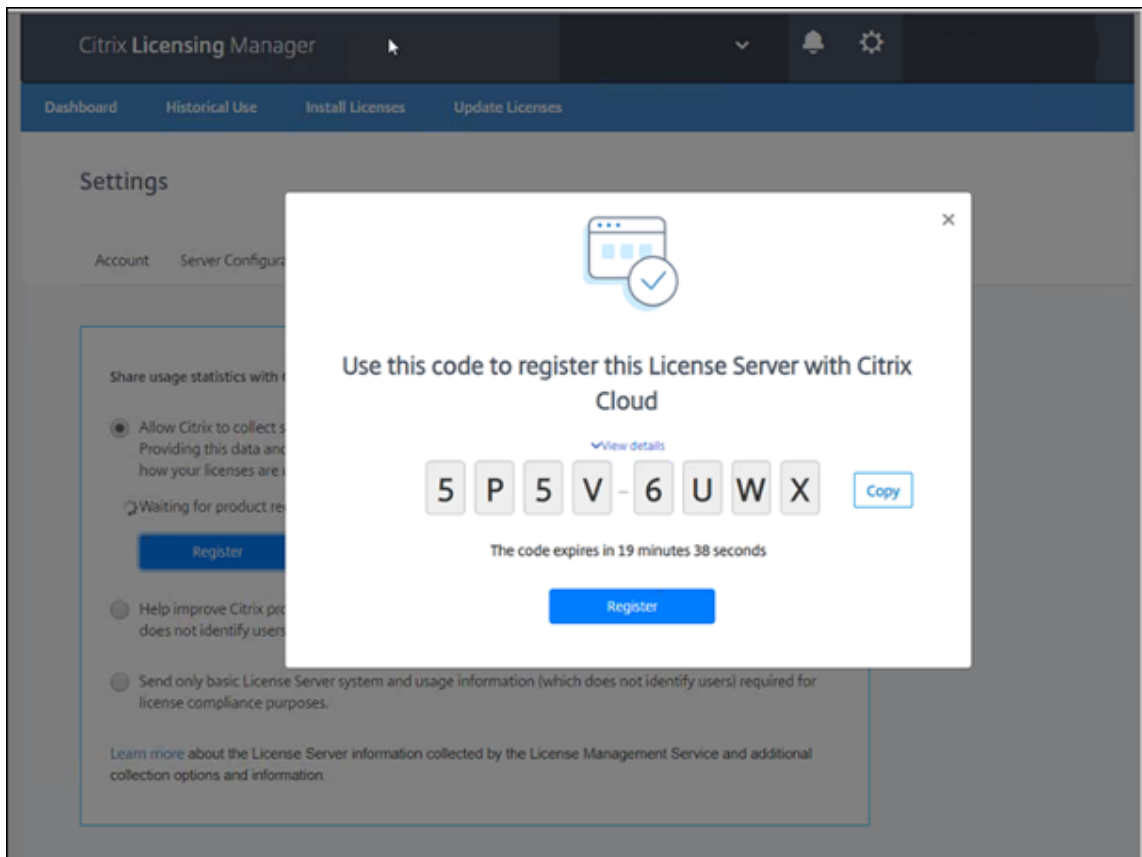 Citrix Licensing Manager
Dashboard Historical Use Install Licenses Update Licenses
Settings
Account Server
Share usage statistics with
Allow Citrix to collect
Providing this data
how your licenses are
Waiting for product
Register
Help improve Citrix
does not identify users
Send only basic License Server system and usage information (which does not identify users) required for
license compliance purposes.
Learn more about the License Server information collected by the License Management Service and additional
collection options and information.
Use this code to register this License Server with Citrix
Cloud
View details
5 P 5 V - 6 U W X Copy
The code expires in 19 minutes 38 seconds
Register